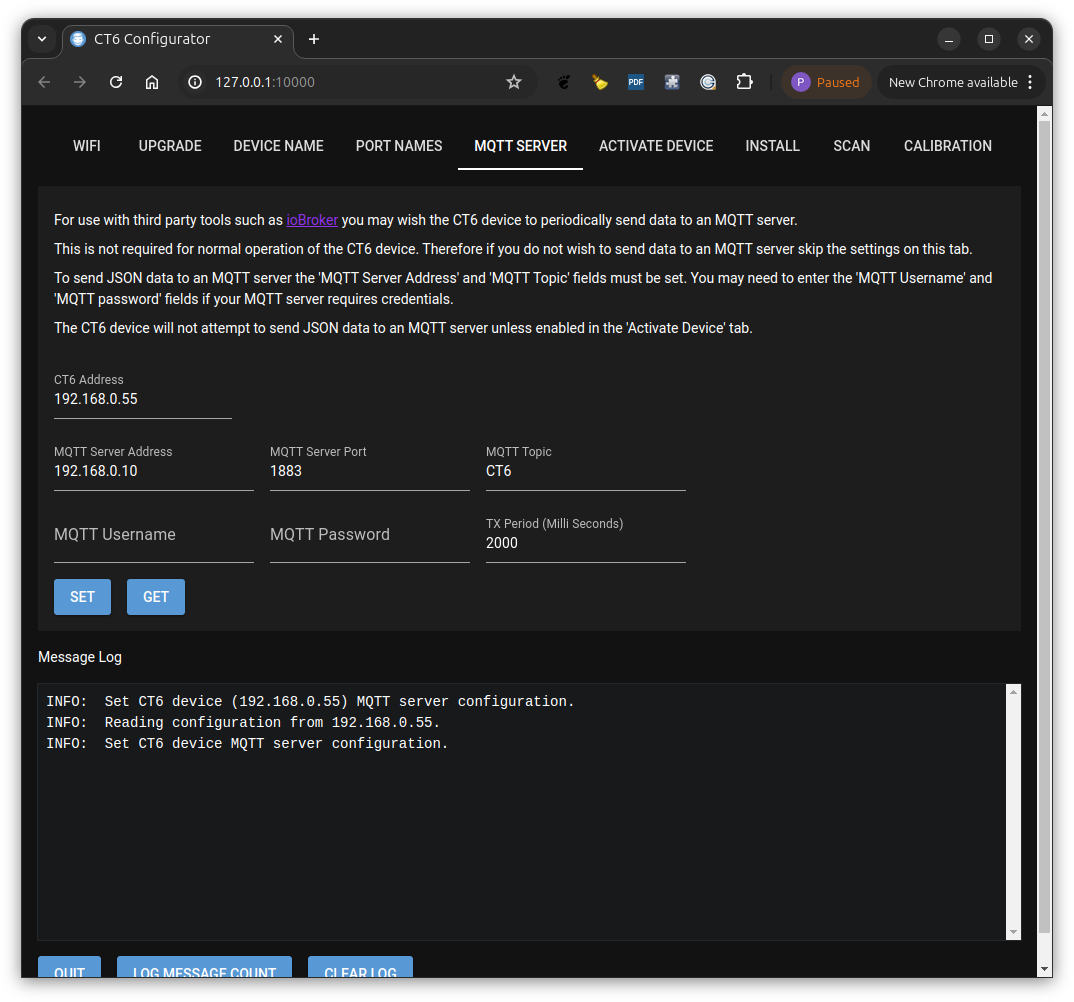 CT6 Configurator
127.0.0.1:10000
PDF
P Paused
New Chrome available
WIFI UPGRADE DEVICE NAME PORT NAMES MQTT SERVER ACTIVATE DEVICE INSTALL SCAN CALIBRATION
For use with third party tools such as ioBroker you may wish the CT6 device to periodically send data to an MQTT server.
This is not required for normal operation of the CT6 device. Therefore if you do not wish to send data to an MQTT server skip the settings on this tab.
To send JSON data to an MQTT server the 'MQTT Server Address' and 'MQTT Topic' fields must be set. You may need to enter the 'MQTT Username' and
'MQTT password' fields if your MQTT server requires credentials.
The CT6 device will not attempt to send JSON data to an MQTT server unless enabled in the 'Activate Device' tab.
CT6 Address
192.168.0.55
MQTT Server Address MQTT Server Port MQTT Topic
192.168.0.10 1883 CT6
TX Period (Milli Seconds)
MQTT Username MQTT Password 2000
SET GET
Message Log
INFO: Set CT6 device (192.168.0.55) MQTT server configuration.
INFO: Reading configuration from 192.168.0.55.
INFO: Set CT6 device MQTT server configuration.
QUIT LOG MESSAGE COUNT CLEAR LOG